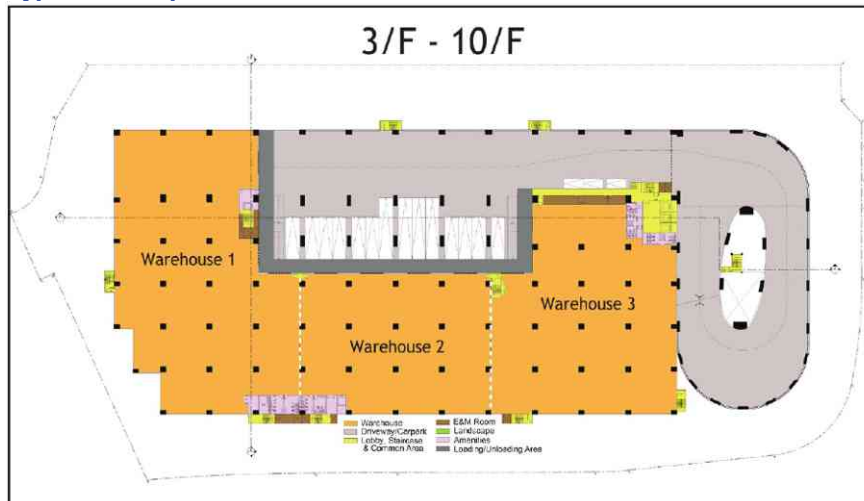 3/F - 10/F
Warehouse 1
Warehouse 3
Warehouse 2
Warehouse
Driveway/Carpark
Lobby, Staircase
& Common Area
E&M Room
Landscape
Amenities
Loading/Unloading Area